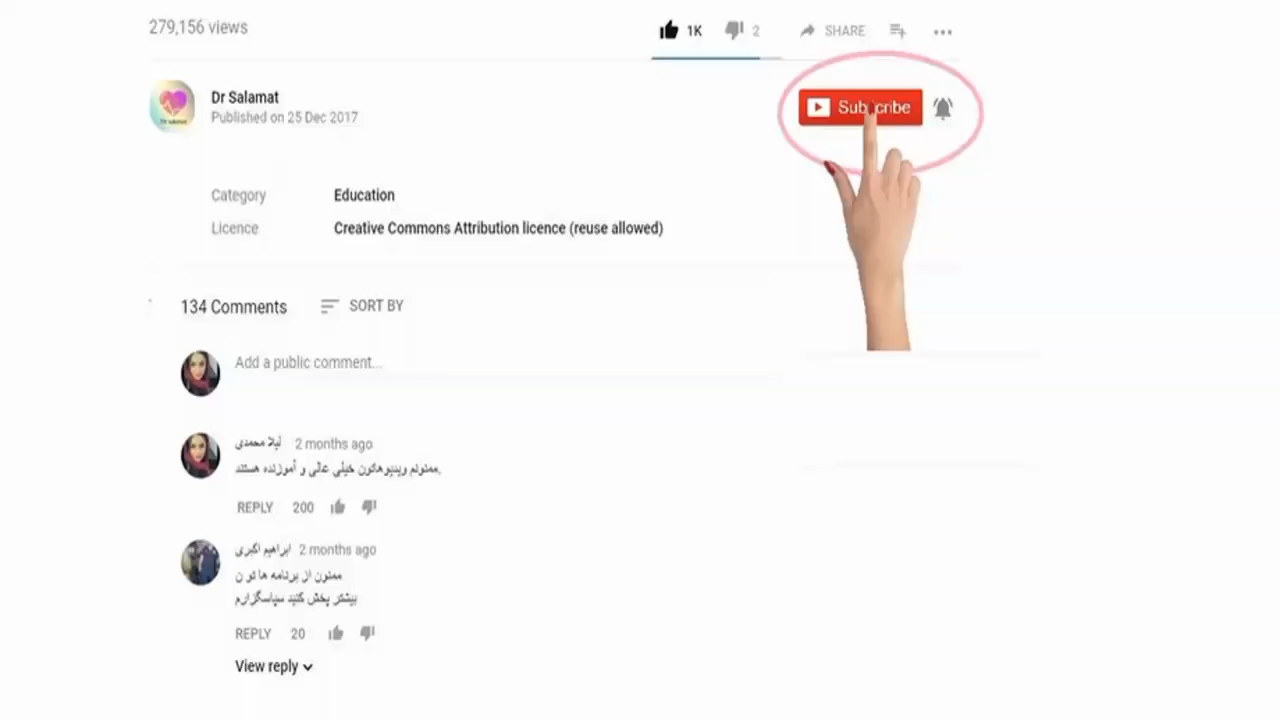 279,156 views
1K 2 SHARE
Dr Salamat
Published on 25 Dec 2017
Subscribe
Category Education
Licence Creative Commons Attribution licence (reuse allowed)
134 Comments SORT BY
Add a public comment...
لیلا محمدی 2 months ago
ممنونم ویدیوهاتون خیلی عالی و آموزنده هستند.
REPLY 200
ابراهیم اکبری 2 months ago
ممنون از برنامه ها تو ن
بیشتر پخش کنید سپاسگزارم
REPLY 20
View reply